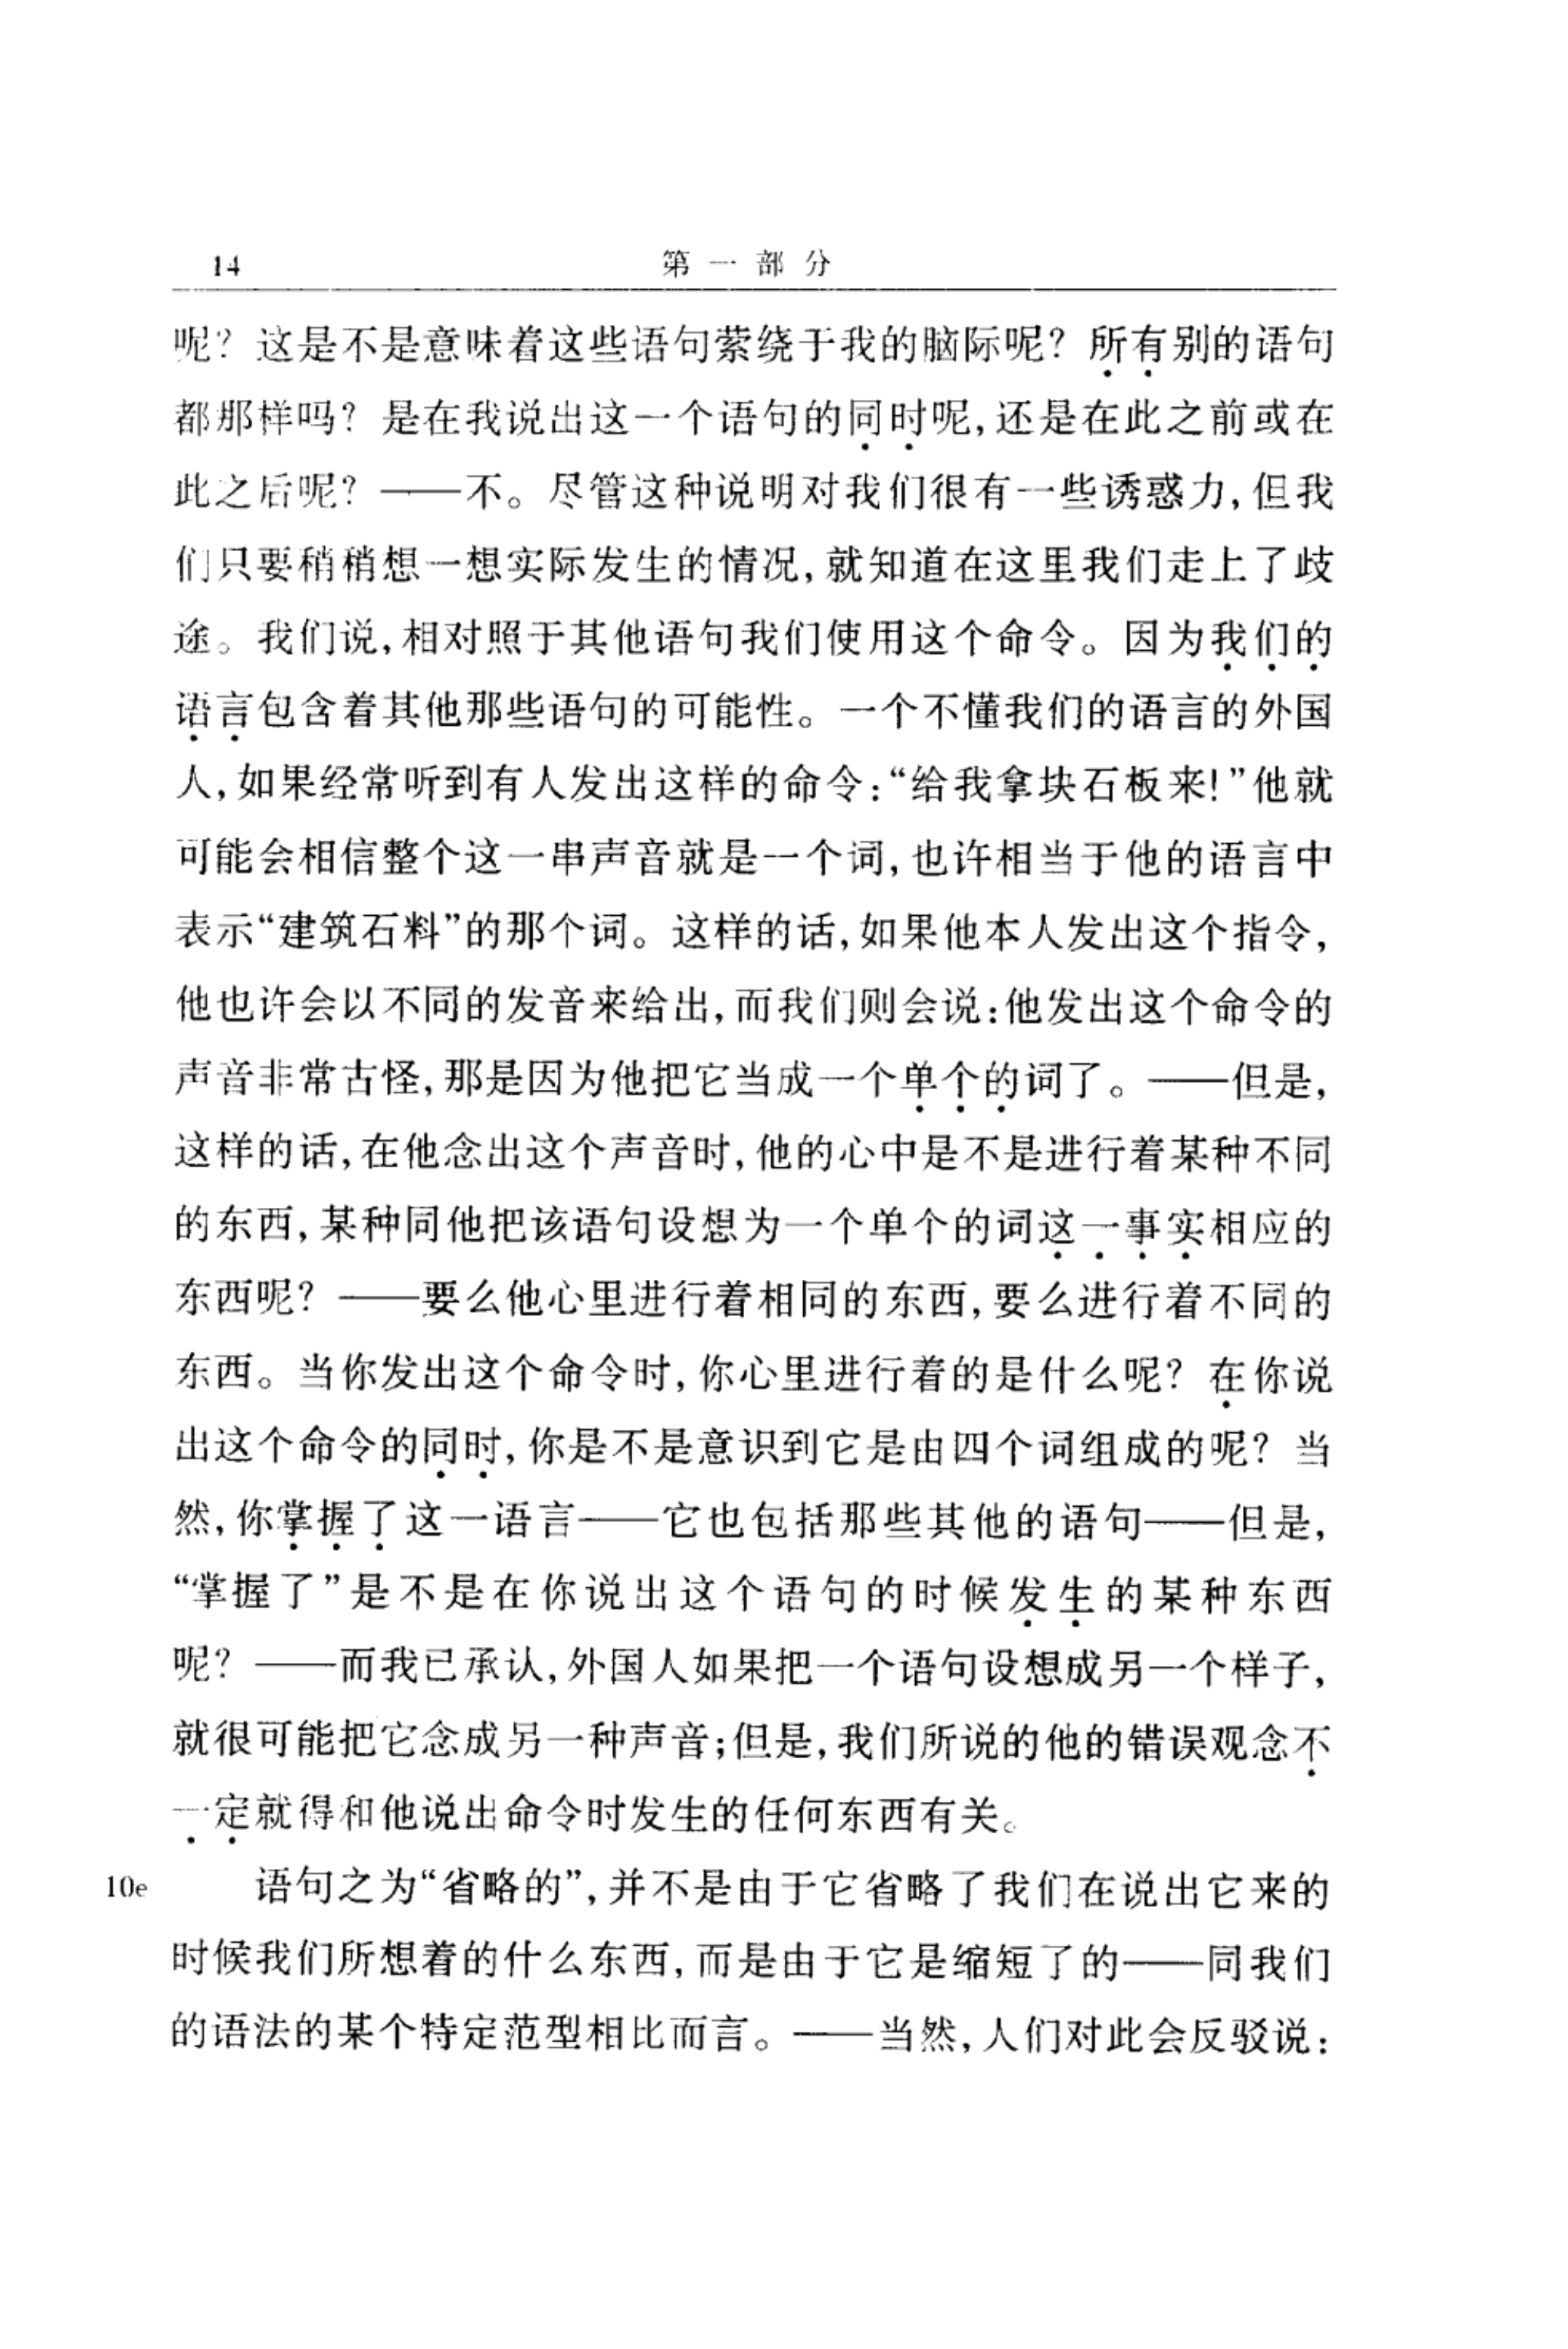 14 第一部分
呢？这是不是意味着这些语句萦绕于我的脑际呢？所有别的语句
都那样吗？是在我说出这一个语句的同时呢，还是在此之前或在
此之后呢？——不。尽管这种说明对我们很有一些诱惑力，但我
们只要稍稍想一想实际发生的情况，就知道在这里我们走上了歧
途。我们说，相对照于其他语句我们使用这个命令。因为我们的
语言包含着其他那些语句的可能性。一个不懂我们的语言的外国
人，如果经常听到有人发出这样的命令：“给我拿块石板来！”他就
可能会相信整个这一串声音就是一个词，也许相当于他的语言中
表示“建筑石料”的那个词。这样的话，如果他本人发出这个指令，
他也许会以不同的发音来给出，而我们则会说：他发出这个命令的
声音非常古怪，那是因为他把它当成一个单个的词了。——但是，
这样的话，在他念出这个声音时，他的心中是不是进行着某种不同
的东西，某种同他把该语句设想为一个单个的词这一事实相应的
东西呢？——要么他心里进行着相同的东西，要么进行着不同的
东西。当你发出这个命令时，你心里进行着的是什么呢？在你说
出这个命令的同时，你是不是意识到它是由四个词组成的呢？当
然，你掌握了这一语言——它也包括那些其他的语句——但是，
“掌握了”是不是在你说出这个语句的时候发生的某种东西
呢？——而我已承认，外国人如果把一个语句设想成另一个样子，
就很可能把它念成另一种声音；但是，我们所说的他的错误观念不
一定就得和他说出命令时发生的任何东西有关。
10e 语句之为“省略的”，并不是由于它省略了我们在说出它来的
时候我们所想着的什么东西，而是由于它是缩短了的——同我们
的语法的某个特定范型相比而言。——当然，人们对此会反驳说：